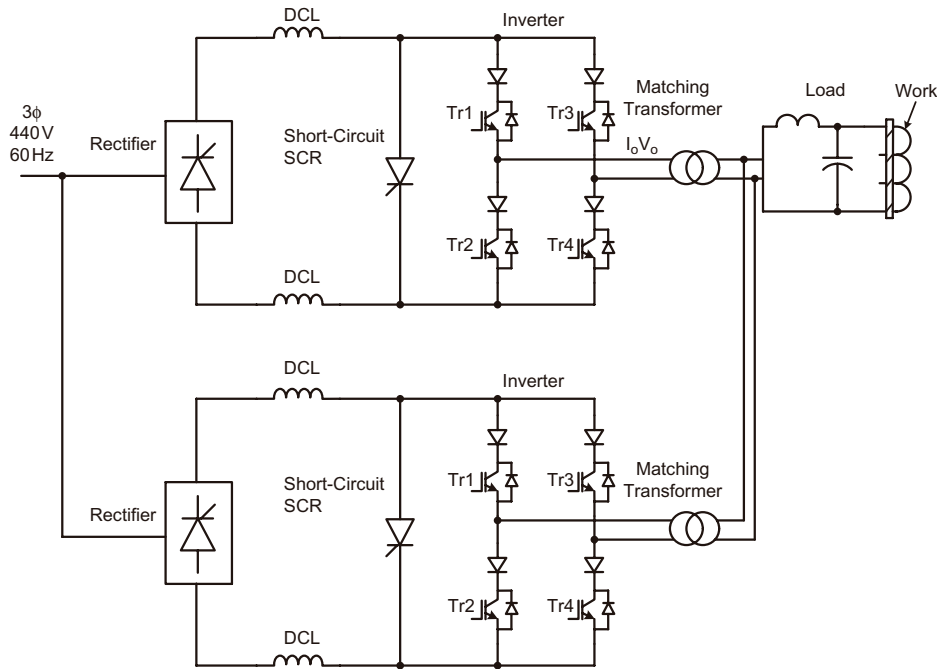 DCL
Inverter
3ϕ
440V
60Hz
Rectifier
Short-Circuit
SCR
Tr1
Tr3
Matching
Transformer
Load
Work
IₒVₒ
Tr2
Tr4
DCL
DCL
Inverter
Rectifier
Short-Circuit
SCR
Tr1
Tr3
Matching
Transformer
Tr2
Tr4
DCL